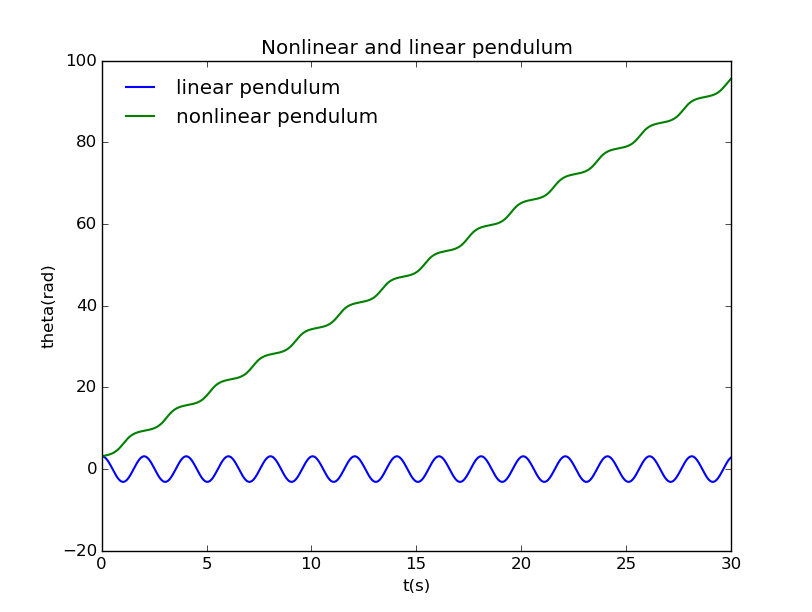 Nonlinear and linear pendulum
linear pendulum
nonlinear pendulum
theta(rad)
100
80
60
40
20
0
−20
0 5 10 15 20 25 30
t(s)